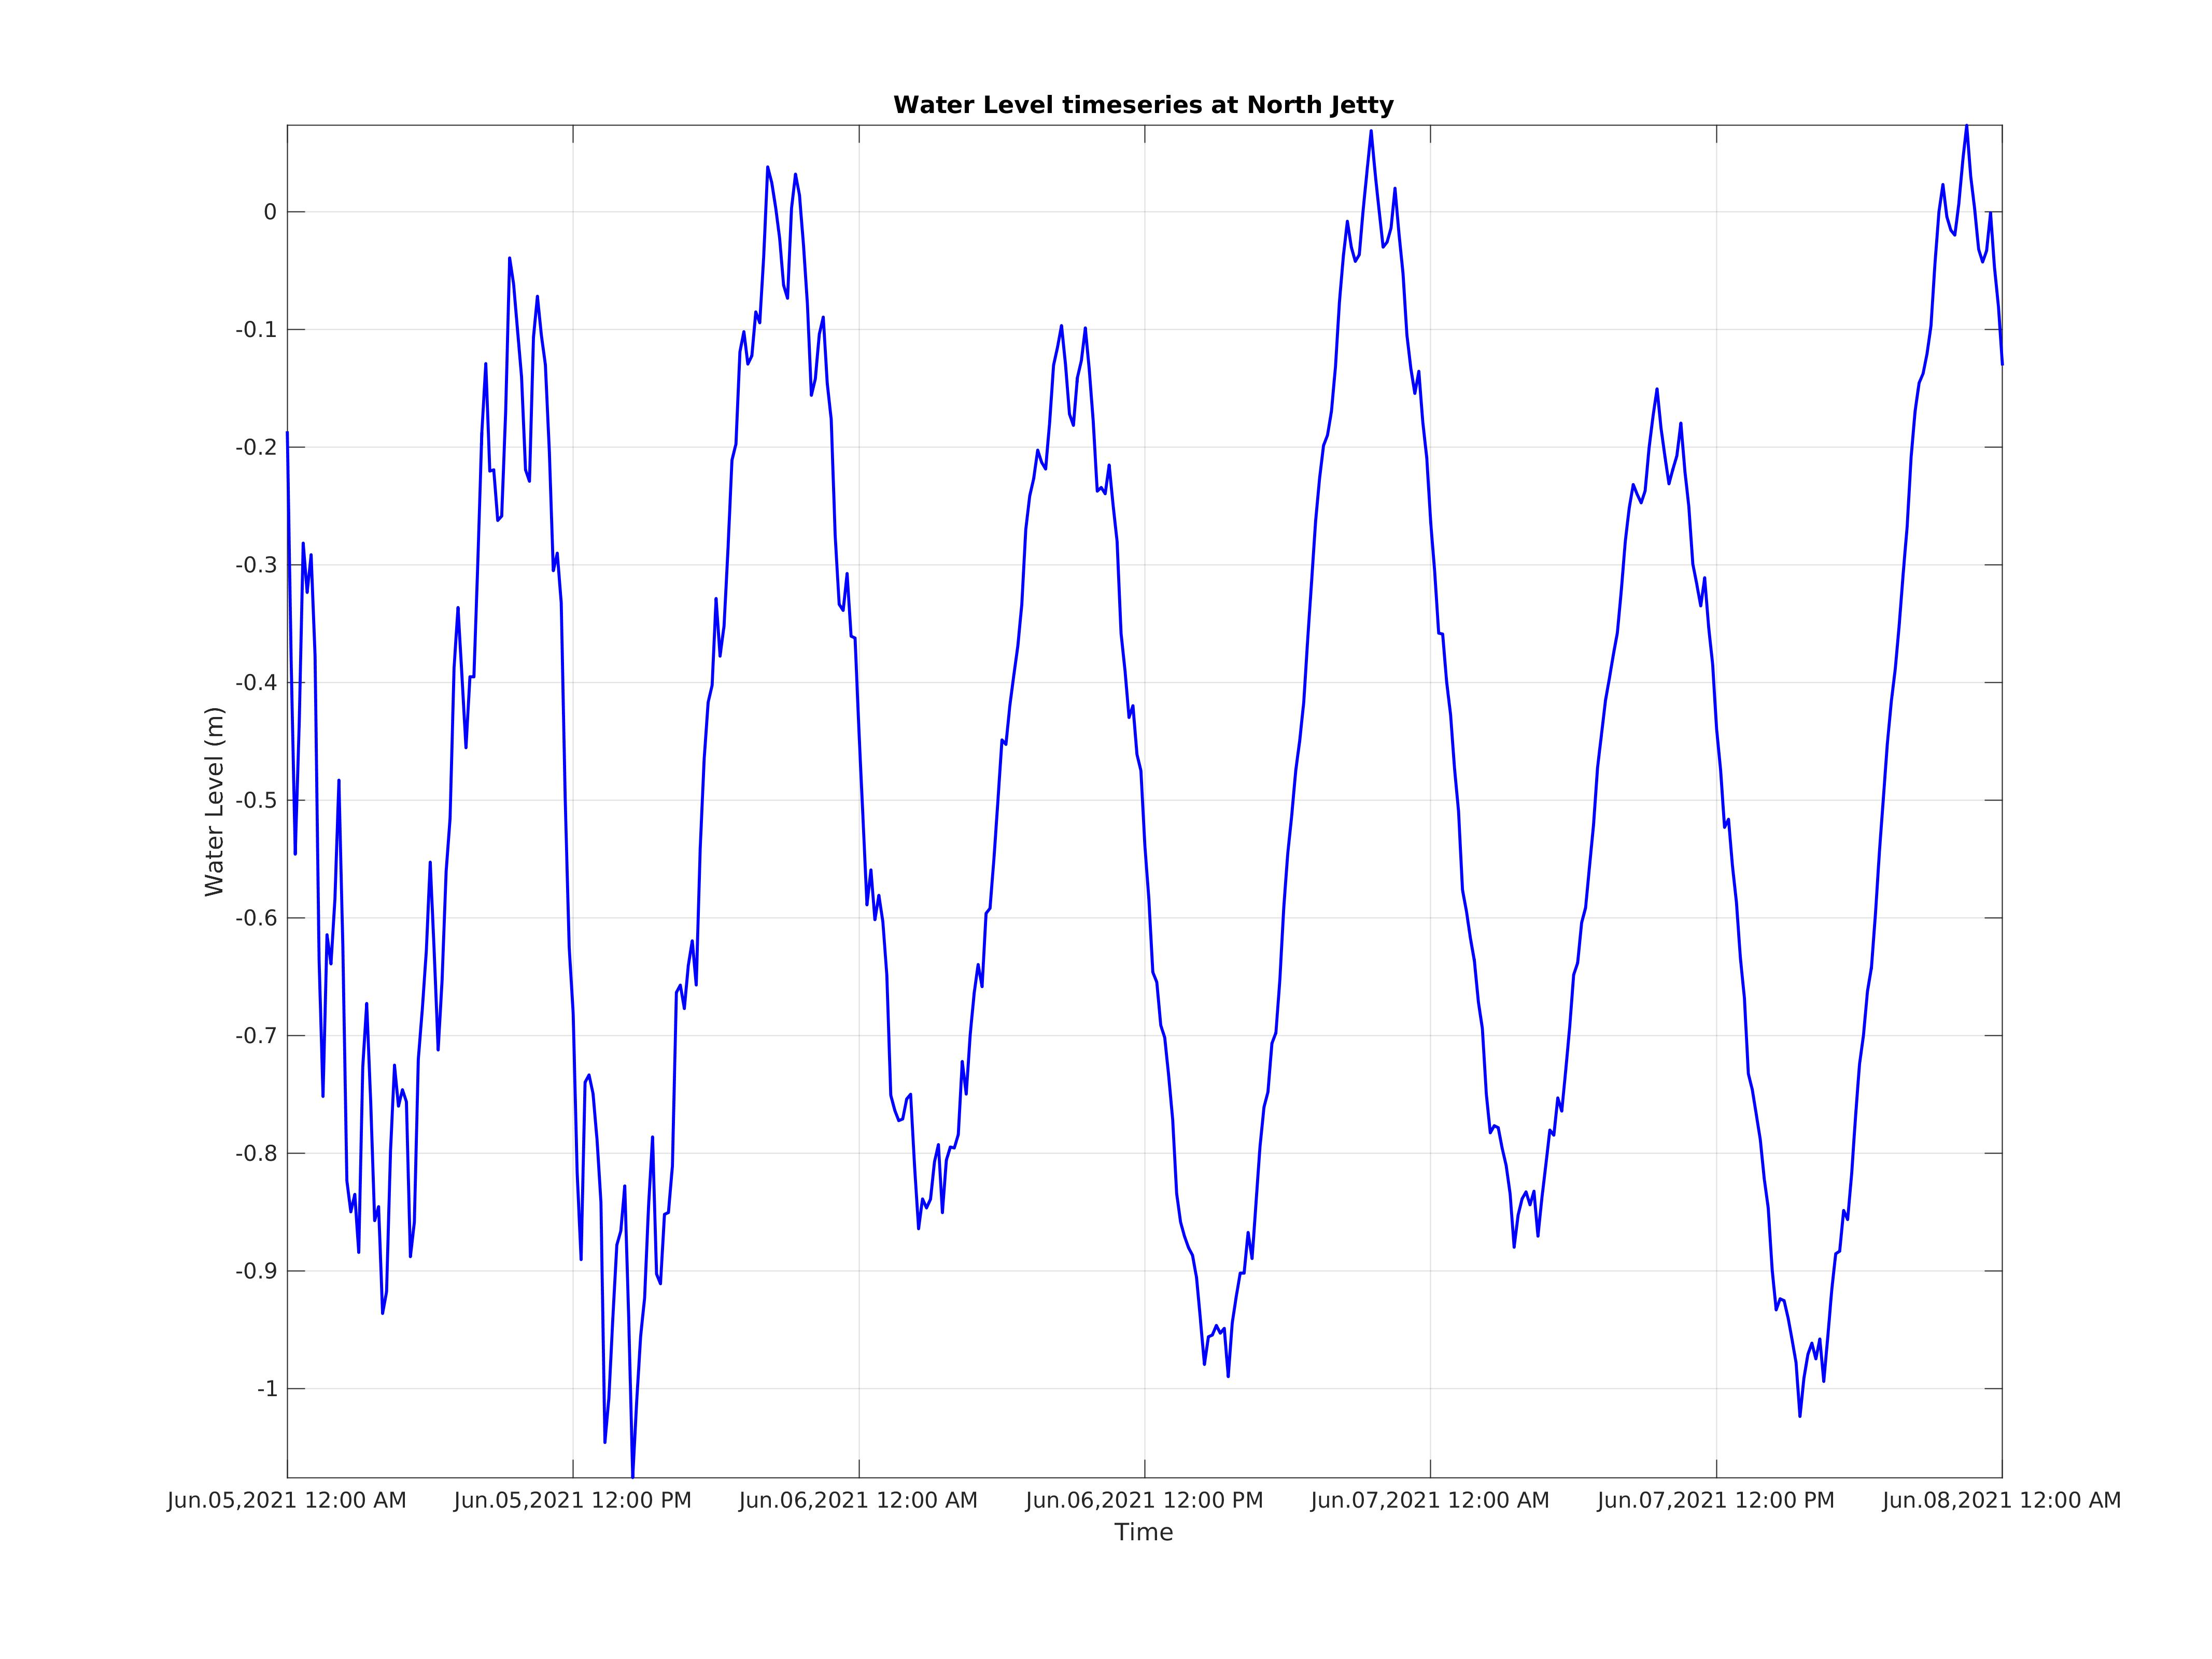 Water Level timeseries at North Jetty
0
-0.1
-0.2
-0.3
-0.4
-0.5
-0.6
-0.7
-0.8
-0.9
-1
Water Level (m)
Jun.05,2021 12:00 AM
Jun.05,2021 12:00 PM
Jun.06,2021 12:00 AM
Jun.06,2021 12:00 PM
Jun.07,2021 12:00 AM
Jun.07,2021 12:00 PM
Jun.08,2021 12:00 AM
Time